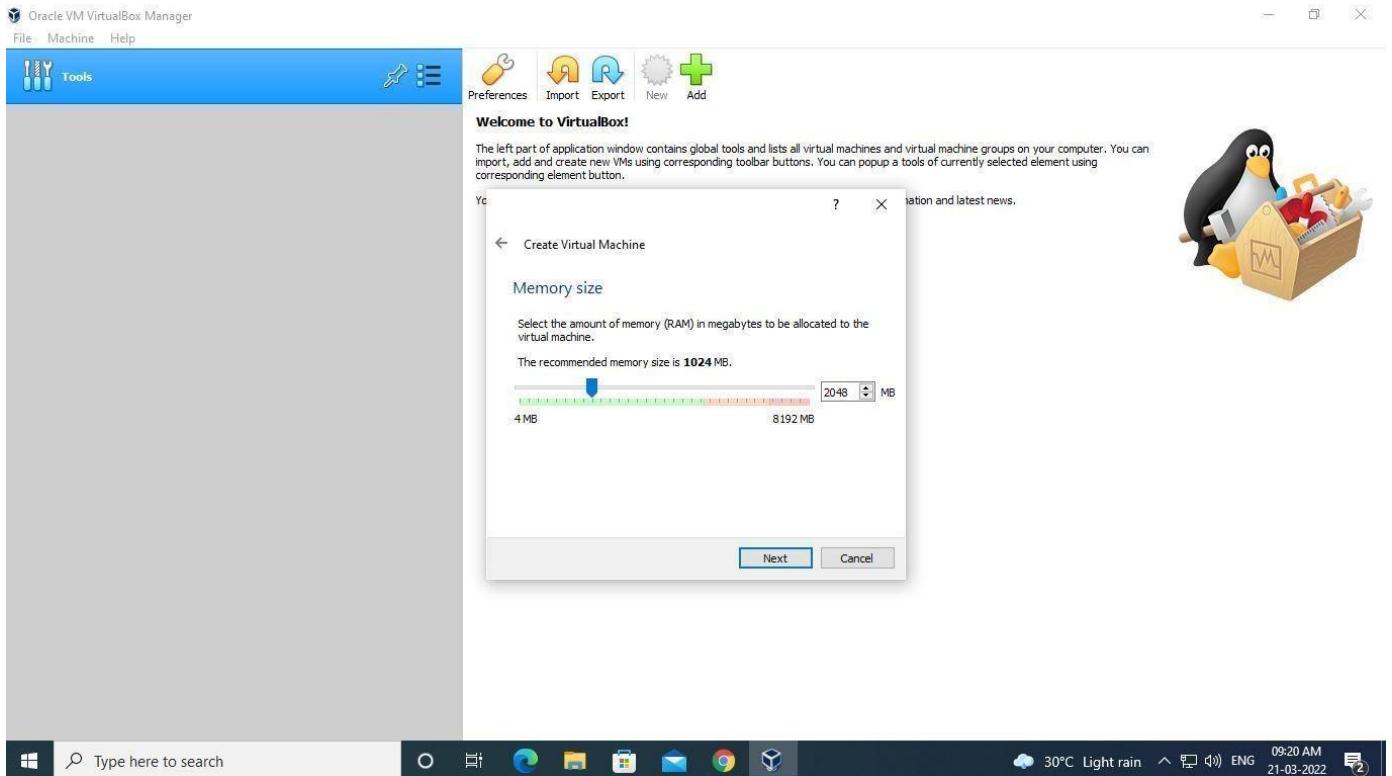 Oracle VM VirtualBox Manager
File Machine Help
Tools
Preferences Import Export New Add
Welcome to VirtualBox!
The left part of application window contains global tools and lists all virtual machines and virtual machine groups on your computer. You can
import, add and create new VMs using corresponding toolbar buttons. You can popup a tools of currently selected element using
corresponding element button.
ation and latest news.
?
Create Virtual Machine
Memory size
Select the amount of memory (RAM) in megabytes to be allocated to the
virtual machine.
The recommended memory size is 1024 MB.
2048 MB
4 MB 8192 MB
Next Cancel
Type here to search
30°C Light rain ENG 09:20 AM
21-03-2022
2